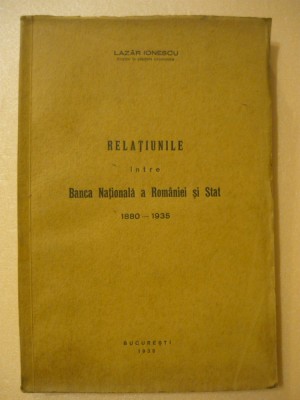 LAZĂR IONESCU
RELAȚIUNILE
între
Banca Națională a României și Stat
1880 — 1935
BUCUREȘTI